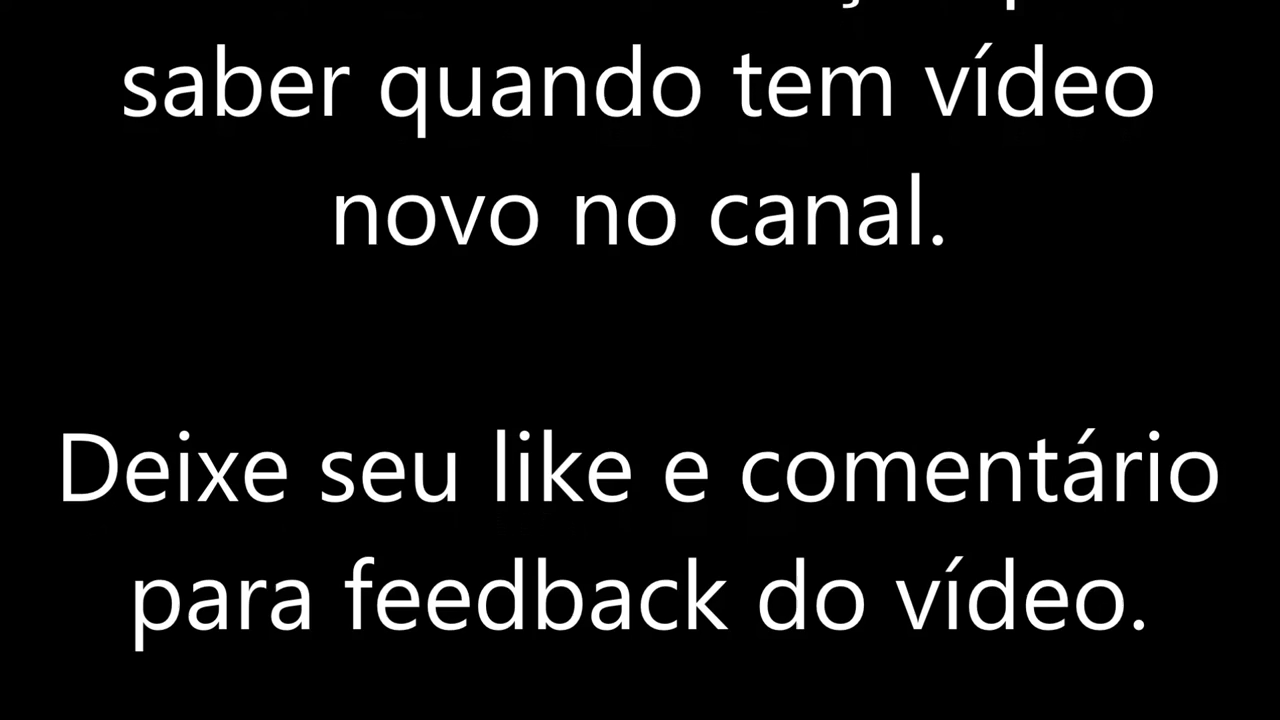 saber quando tem vídeo
novo no canal.
Deixe seu like e comentário
para feedback do vídeo.